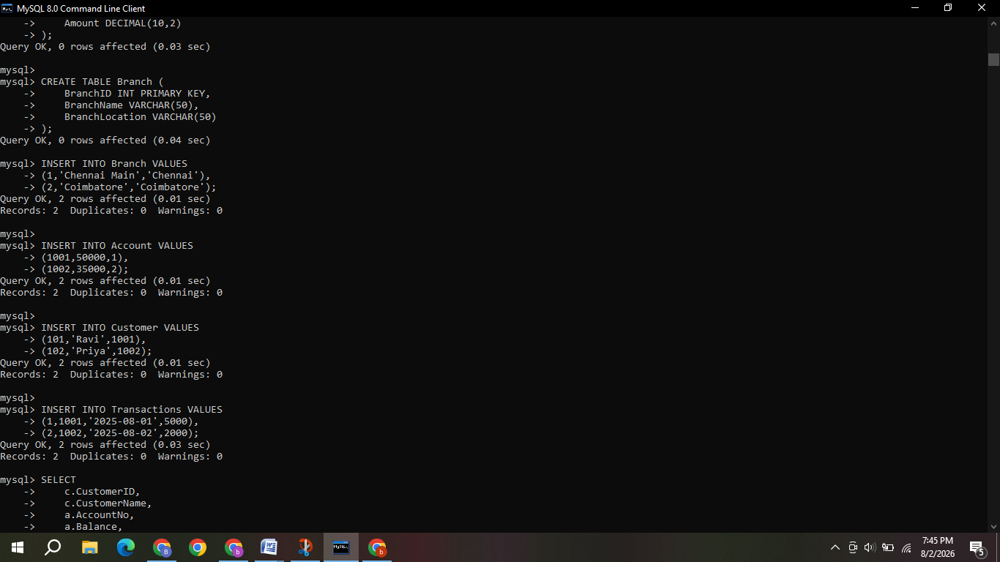 MySQL 8.0 Command Line Client
    ->     Amount DECIMAL(10,2)
    -> );
Query OK, 0 rows affected (0.03 sec)
mysql>
mysql> CREATE TABLE Branch (
    ->     BranchID INT PRIMARY KEY,
    ->     BranchName VARCHAR(50),
    ->     BranchLocation VARCHAR(50)
    -> );
Query OK, 0 rows affected (0.04 sec)
mysql> INSERT INTO Branch VALUES
    -> (1,'Chennai Main','Chennai'),
    -> (2,'Coimbatore','Coimbatore');
Query OK, 2 rows affected (0.01 sec)
Records: 2  Duplicates: 0  Warnings: 0
mysql>
mysql> INSERT INTO Account VALUES
    -> (1001,50000,1),
    -> (1002,35000,2);
Query OK, 2 rows affected (0.01 sec)
Records: 2  Duplicates: 0  Warnings: 0
mysql>
mysql> INSERT INTO Customer VALUES
    -> (101,'Ravi',1001),
    -> (102,'Priya',1002);
Query OK, 2 rows affected (0.01 sec)
Records: 2  Duplicates: 0  Warnings: 0
mysql>
mysql> INSERT INTO Transactions VALUES
    -> (1,1001,'2025-08-01',5000),
    -> (2,1002,'2025-08-02',2000);
Query OK, 2 rows affected (0.03 sec)
Records: 2  Duplicates: 0  Warnings: 0
mysql> SELECT
    ->     c.CustomerID,
    ->     c.CustomerName,
    ->     a.AccountNo,
    ->     a.Balance,
7:45 PM
8/2/2026
5